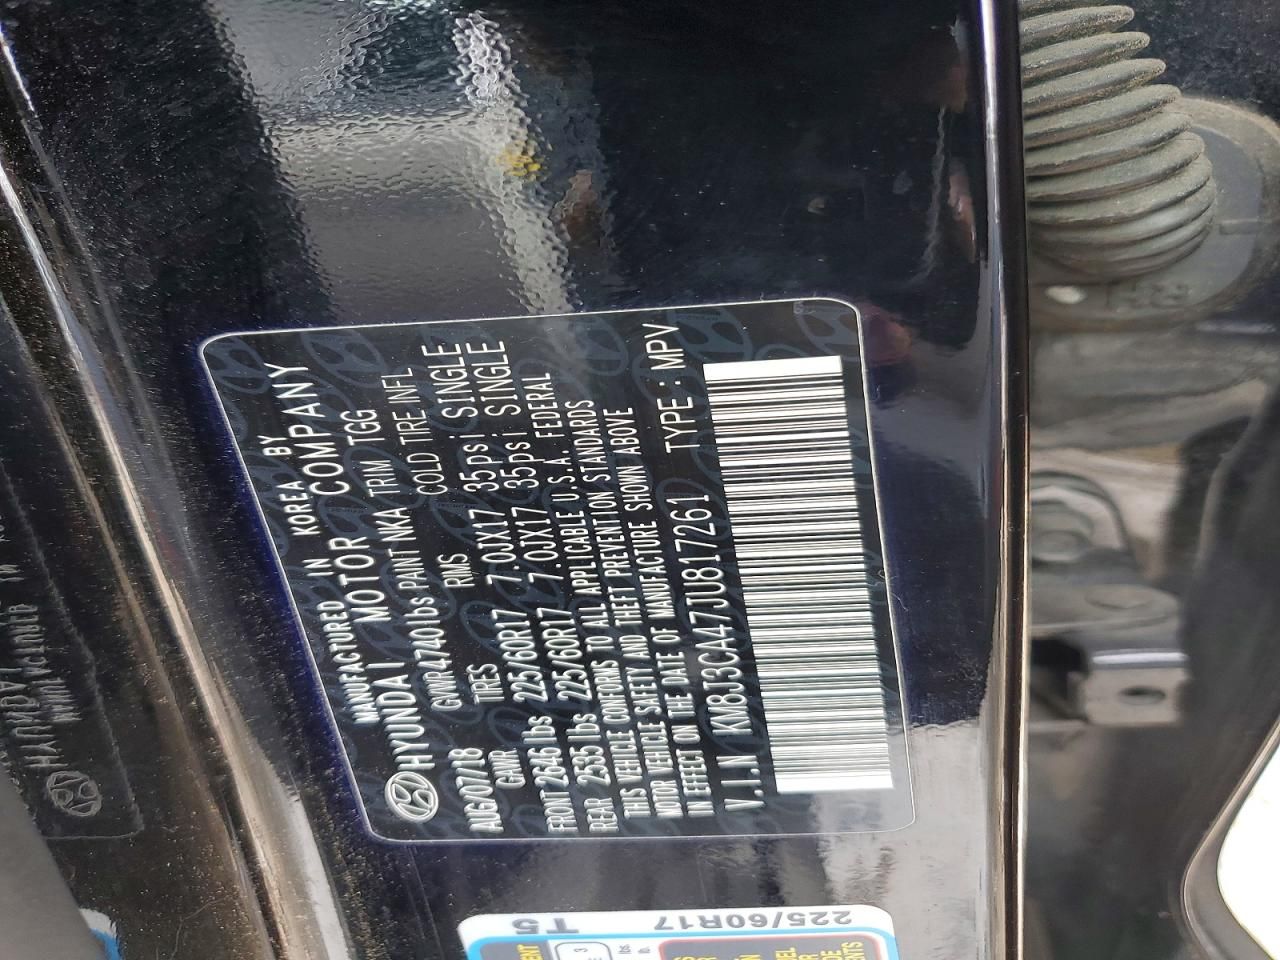 MANUFACTURED IN KOREA BY
HYUNDAI MOTOR COMPANY
AUG/07/18 GVWR 4740 lbs PAINT NKA TRIM TGG
GAWR TIRES RMS COLD TIRE INFL
FRONT 2646 lbs 225/60R17 7.0JX17 35psi SINGLE
REAR 2535 lbs 225/60R17 7.0JX17 35psi SINGLE
THIS VEHICLE CONFORMS TO ALL APPLICABLE U.S.A. FEDERAL
MOTOR VEHICLE SAFETY AND THEFT PREVENTION STANDARDS
IN EFFECT ON THE DATE OF MANUFACTURE SHOWN ABOVE
V.I.N KM8J3CA47JU817261 TYPE : MPV
225/60R17
T5